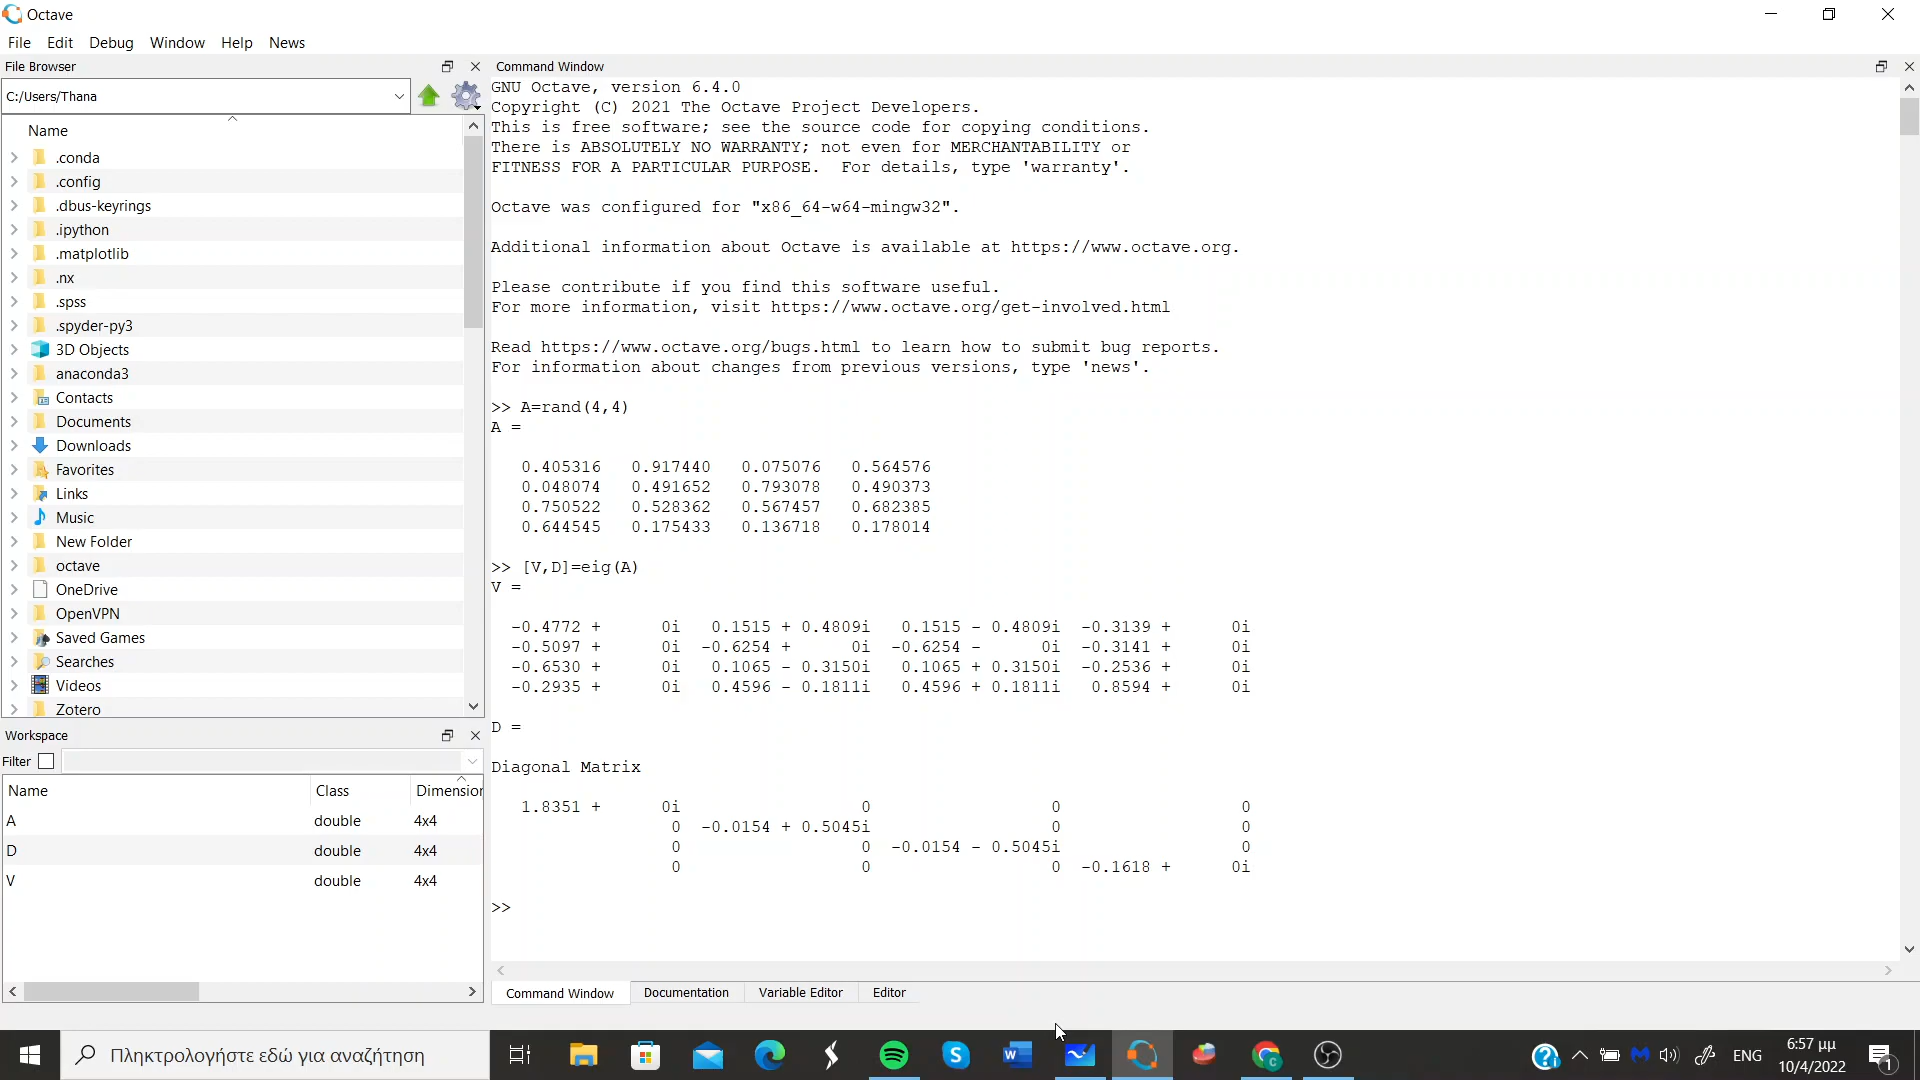 Octave
File Edit Debug Window Help News
File Browser
C:/Users/Thana
Name
.conda
.config
.dbus-keyrings
.ipython
.matplotlib
.nx
.spss
.spyder-py3
3D Objects
anaconda3
Contacts
Documents
Downloads
Favorites
Links
Music
New Folder
octave
OneDrive
OpenVPN
Saved Games
Searches
Videos
Zotero
Workspace
Filter
Name Class Dimension
A double 4x4
D double 4x4
V double 4x4
Command Window
GNU Octave, version 6.4.0
Copyright (C) 2021 The Octave Project Developers.
This is free software; see the source code for copying conditions.
There is ABSOLUTELY NO WARRANTY; not even for MERCHANTABILITY or
FITNESS FOR A PARTICULAR PURPOSE.  For details, type 'warranty'.
Octave was configured for "x86_64-w64-mingw32".
Additional information about Octave is available at https://www.octave.org.
Please contribute if you find this software useful.
For more information, visit https://www.octave.org/get-involved.html
Read https://www.octave.org/bugs.html to learn how to submit bug reports.
For information about changes from previous versions, type 'news'.
>> A=rand(4,4)
A =
0.405316 0.917440 0.075076 0.564576
0.048074 0.491652 0.793078 0.490373
0.750522 0.528362 0.567457 0.682385
0.644545 0.175433 0.136718 0.178014
>> [V,D]=eig(A)
V =
-0.4772 + 0i 0.1515 + 0.4809i 0.1515 - 0.4809i -0.3139 + 0i
-0.5097 + 0i -0.6254 + 0i -0.6254 - 0i -0.3141 + 0i
-0.6530 + 0i 0.1065 - 0.3150i 0.1065 + 0.3150i -0.2536 + 0i
-0.2935 + 0i 0.4596 - 0.1811i 0.4596 + 0.1811i 0.8594 + 0i
D =
Diagonal Matrix
1.8351 + 0i 0 0 0
0 -0.0154 + 0.5045i 0 0
0 0 -0.0154 - 0.5045i 0
0 0 0 -0.1618 + 0i
>>
Command Window Documentation Variable Editor Editor
Πληκτρολογήστε εδώ για αναζήτηση
ENG
6:57 μμ
10/4/2022
1